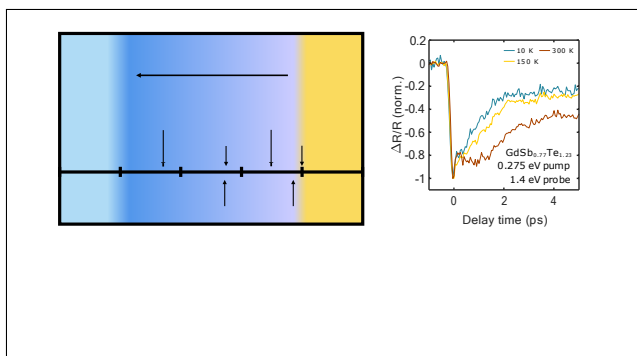 0.2
0
-0.2
-0.4
-0.6
-0.8
-1
ΔR/R (norm.)
10 K 300 K
150 K
GdSb0.77Te1.23
0.275 eV pump
1.4 eV probe
0 2 4
Delay time (ps)